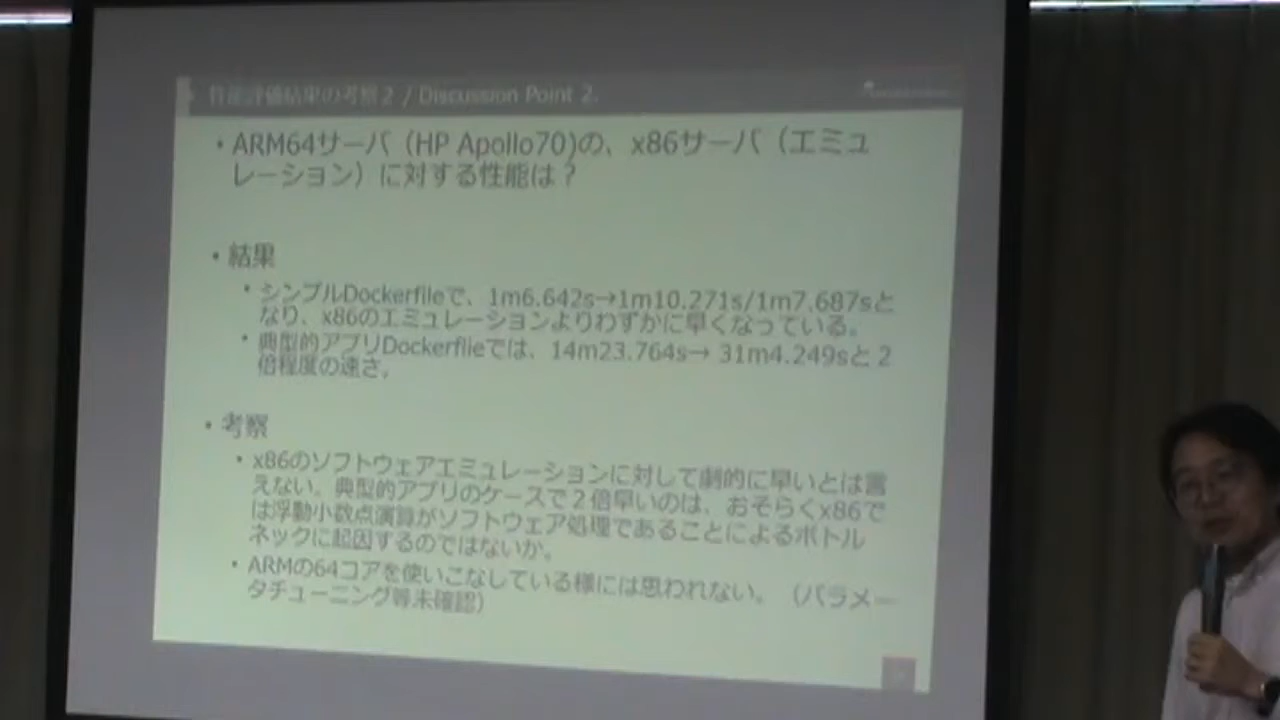 性能評価結果の考察2 / Discussion Point 2.
・ARM64サーバ（HP Apollo70)の、x86サーバ（エミュ
レーション）に対する性能は？
・結果
・シンプルDockerfileで、1m6.642s→1m10.271s/1m7.687sと
なり、x86のエミュレーションよりわずかに早くなっている。
・典型的アプリDockerflieでは、14m23.764s→ 31m4.249sと２
倍程度の速さ。
・考察
・x86のソフトウェアエミュレーションに対して劇的に早いとは言
えない。典型的アプリのケースで２倍早いのは、おそらくx86で
は浮動小数点演算がソフトウェア処理であることによるボトル
ネックに起因するのではないか。
・ARMの64コアを使いこなしている様には思われない。（パラメー
タチューニング等未確認）